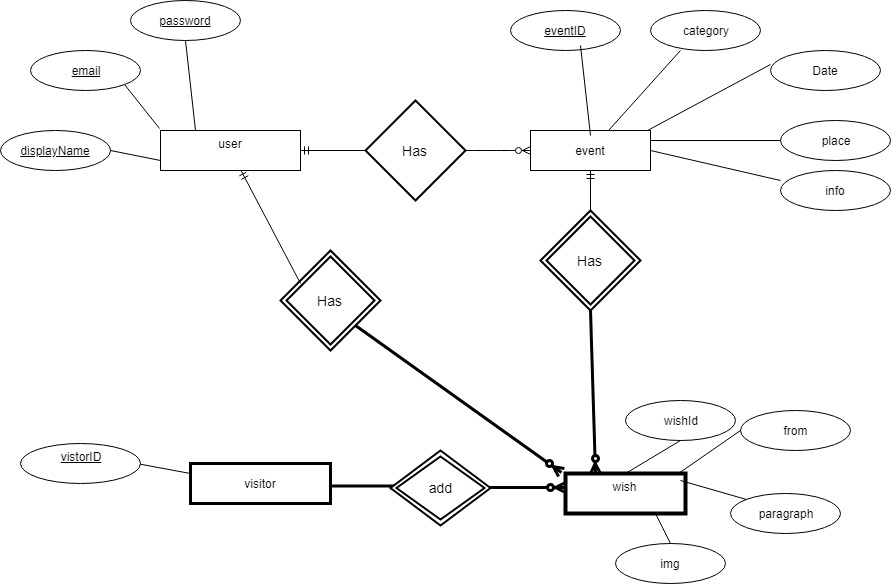 password
eventID
category
email
Date
displayName
user
Has
event
place
info
Has
Has
wishId
from
vistorID
visitor
add
wish
paragraph
img